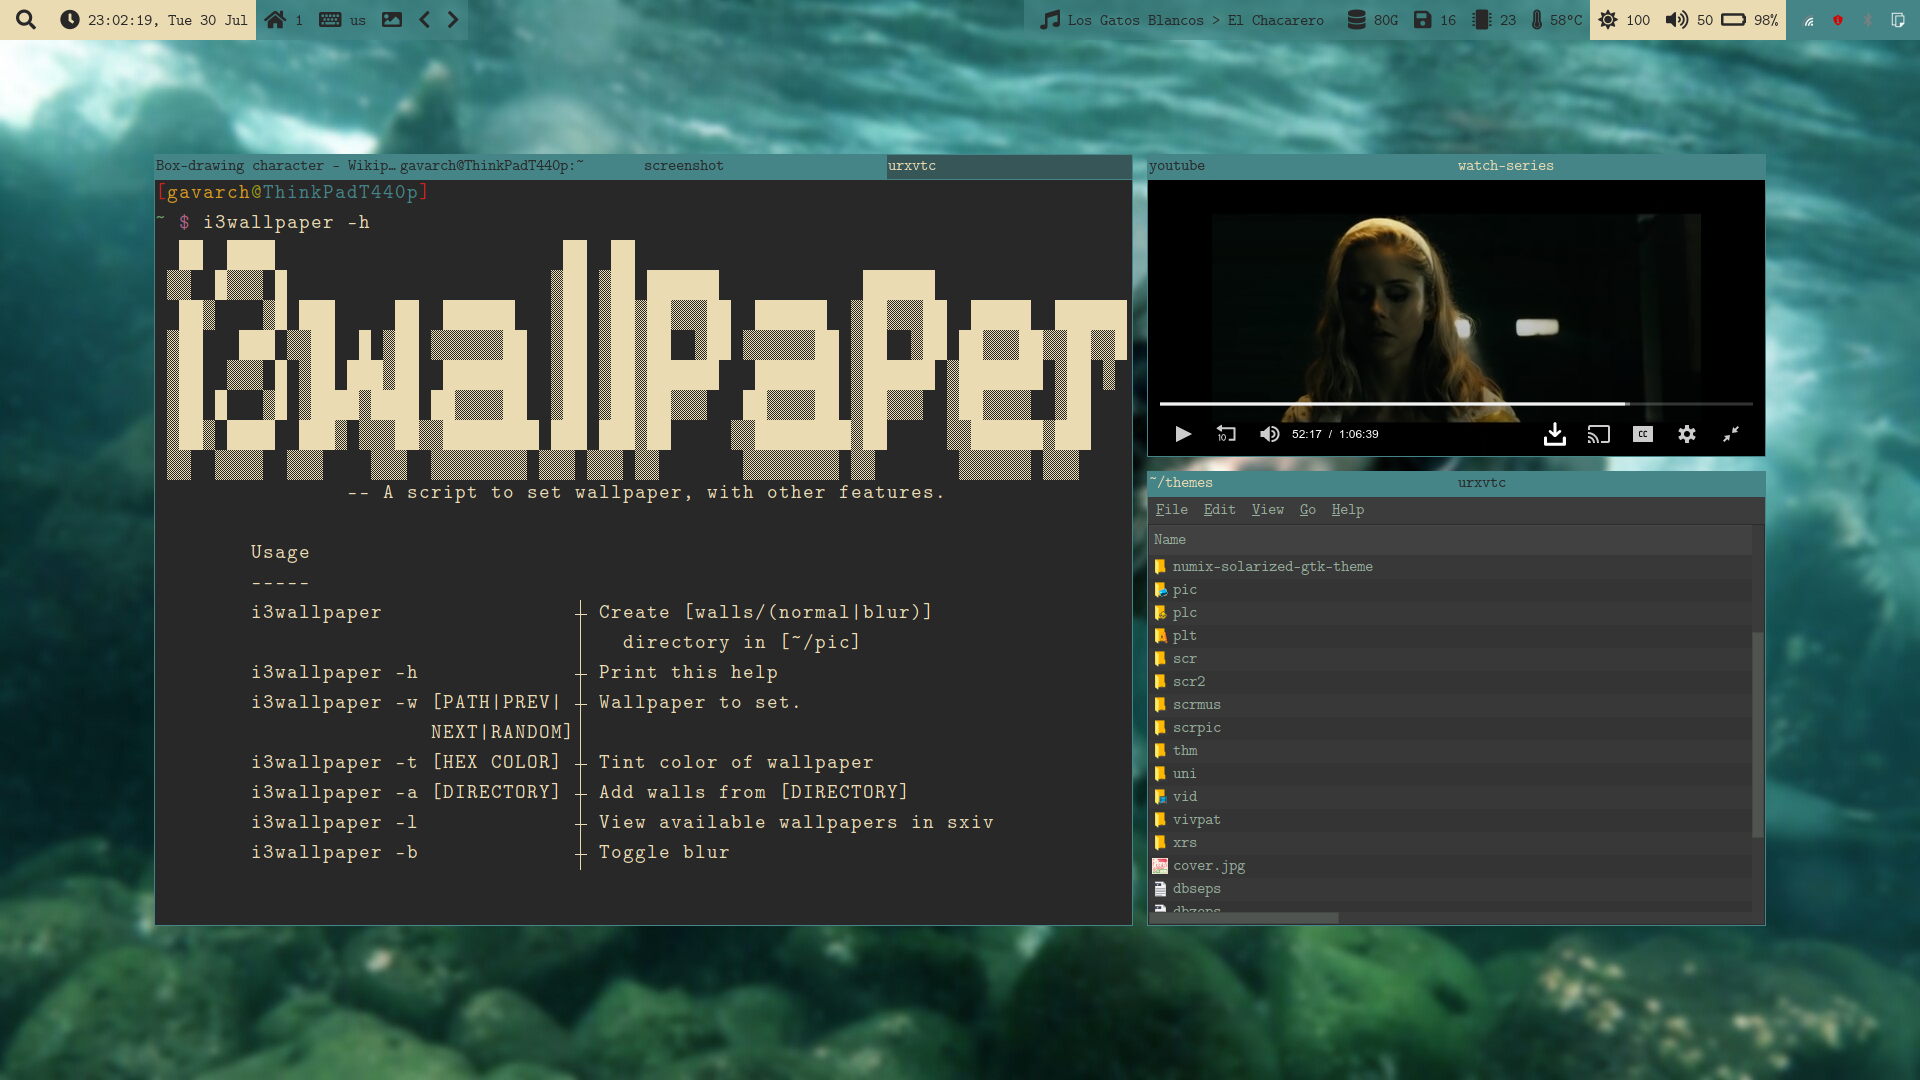 23:02:19, Tue 30 Jul 1 us Los Gatos Blancos > El Chacarero 80G 16 23 58°C 100 50 98%
Box-drawing character - Wikip… gavarch@ThinkPadT440p:~ screenshot urxvtc
[gavarch@ThinkPadT440p]
~ $ i3wallpaper -h
i3wallpaper
-- A script to set wallpaper, with other features.
Usage
-----
i3wallpaper Create [walls/(normal|blur)]
directory in [~/pic]
i3wallpaper -h Print this help
i3wallpaper -w [PATH|PREV| Wallpaper to set.
NEXT|RANDOM]
i3wallpaper -t [HEX COLOR] Tint color of wallpaper
i3wallpaper -a [DIRECTORY] Add walls from [DIRECTORY]
i3wallpaper -l View available wallpapers in sxiv
i3wallpaper -b Toggle blur
youtube watch-series
10 52:17 / 1:06:39 CC
~/themes urxvtc
File Edit View Go Help
Name
numix-solarized-gtk-theme
pic
plc
plt
scr
scr2
scrmus
scrpic
thm
uni
vid
vivpat
xrs
cover.jpg
dbseps
dbzeps